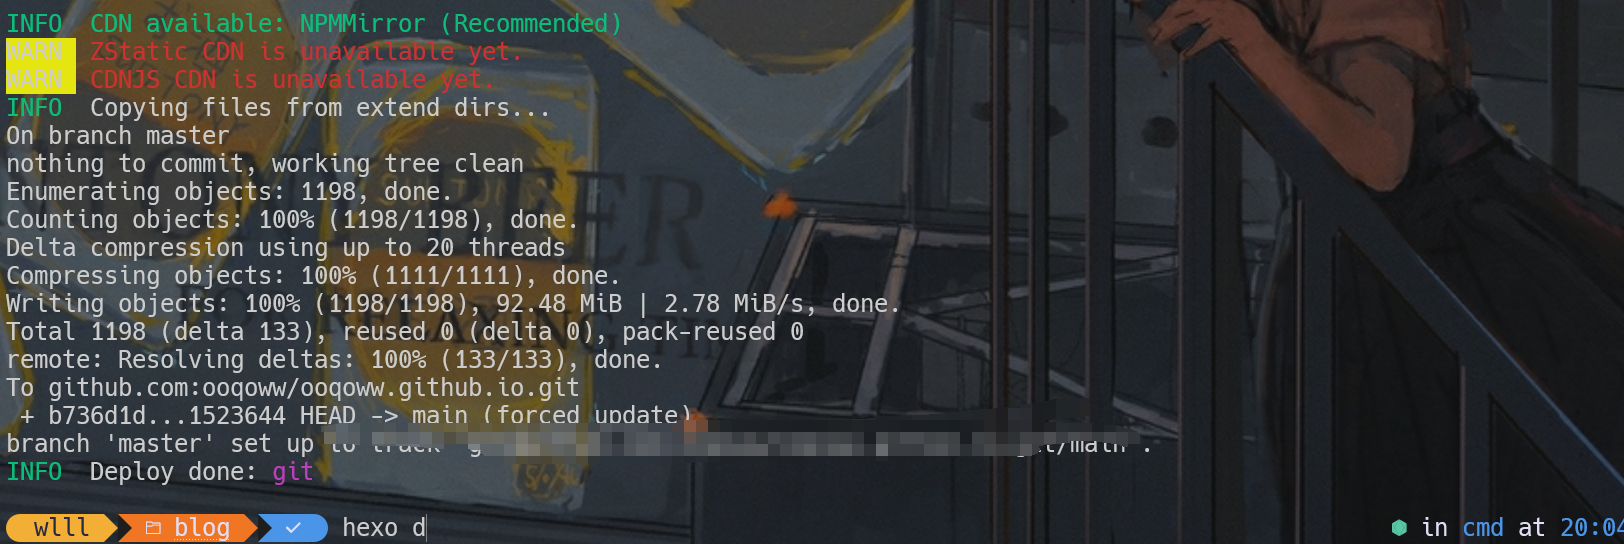 INFO  CDN available: NPMMirror (Recommended)
WARN  ZStatic CDN is unavailable yet.
WARN  CDNJS CDN is unavailable yet.
INFO  Copying files from extend dirs...
On branch master
nothing to commit, working tree clean
Enumerating objects: 1198, done.
Counting objects: 100% (1198/1198), done.
Delta compression using up to 20 threads
Compressing objects: 100% (1111/1111), done.
Writing objects: 100% (1198/1198), 92.48 MiB | 2.78 MiB/s, done.
Total 1198 (delta 133), reused 0 (delta 0), pack-reused 0
remote: Resolving deltas: 100% (133/133), done.
To github.com:ooqoww/ooqoww.github.io.git
 + b736d1d...1523644 HEAD -> main (forced update)
branch 'master' set up to track
INFO  Deploy done: git
wlll blog hexo d in cmd at 20:04